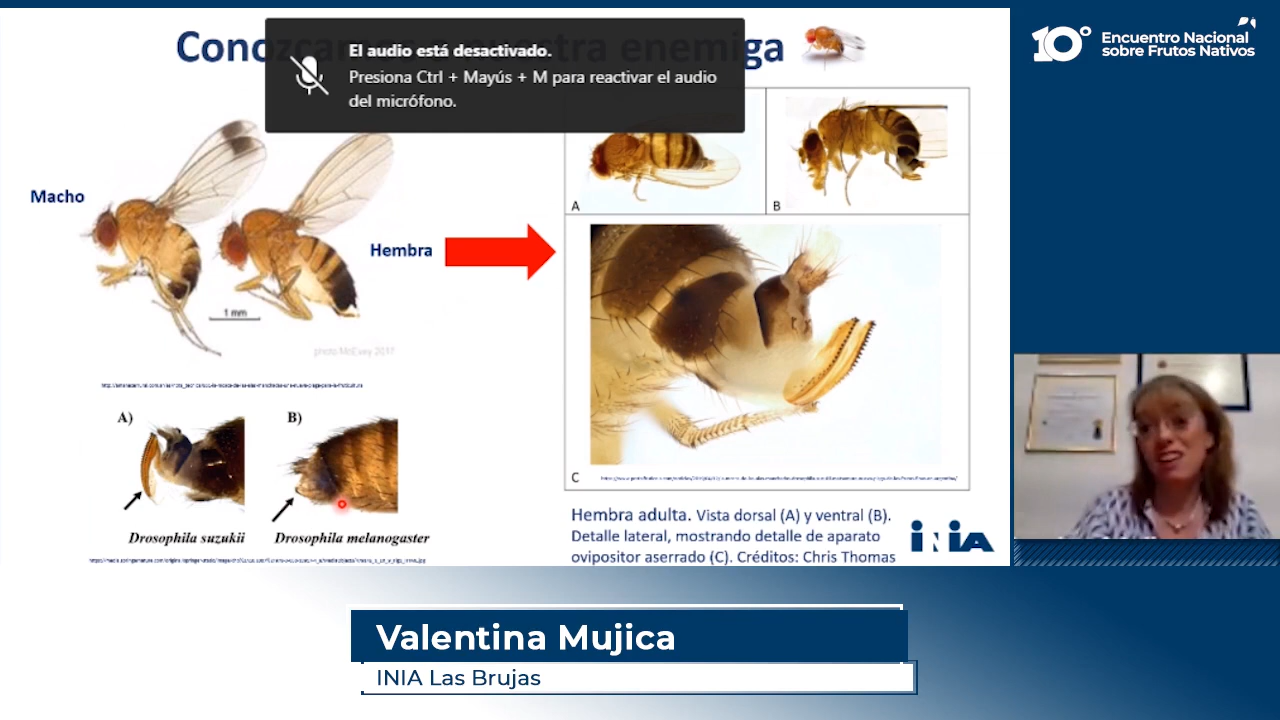 Conozcamos a nuestra enemiga
El audio está desactivado.
Presiona Ctrl + Mayús + M para reactivar el audio
del micrófono.
10° Encuentro Nacional
sobre Frutos Nativos
Macho
Hembra
1 mm
photo McEvey 2017
A
B
C
A)
B)
Drosophila suzukii
Drosophila melanogaster
Hembra adulta. Vista dorsal (A) y ventral (B).
Detalle lateral, mostrando detalle de aparato
ovipositor aserrado (C). Créditos: Chris Thomas
INIA
Valentina Mujica
INIA Las Brujas